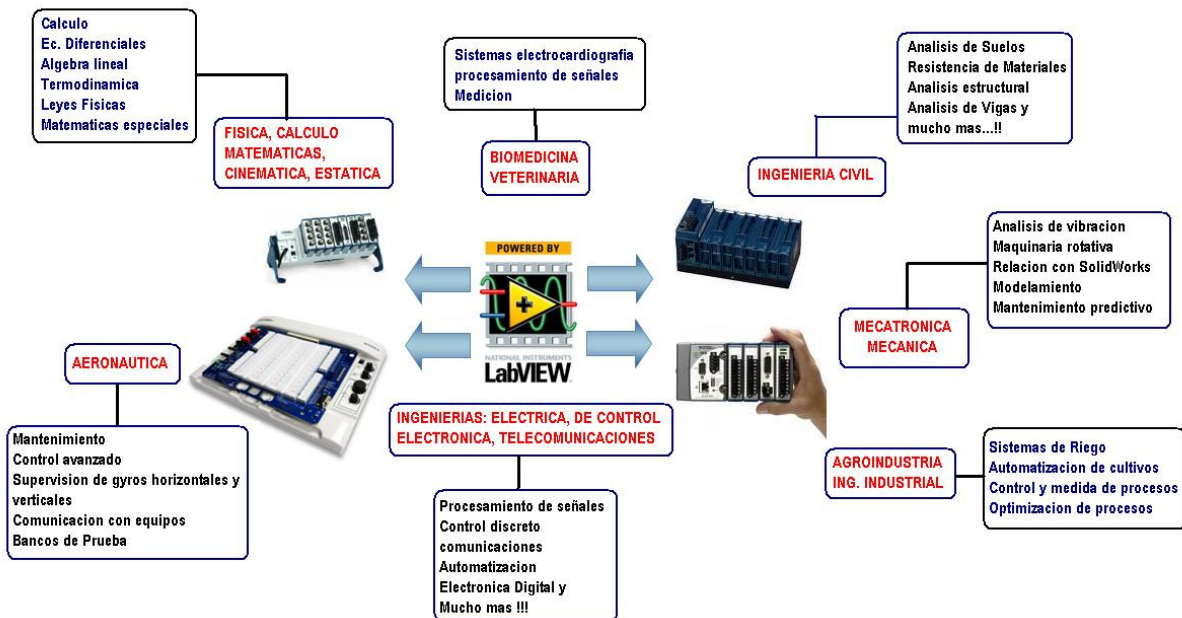 Calculo
Ec. Diferenciales
Algebra lineal
Termodinamica
Leyes Fisicas
Matematicas especiales
FISICA, CALCULO
MATEMATICAS,
CINEMATICA, ESTATICA
Sistemas electrocardiografia
procesamiento de señales
Medicion
BIOMEDICINA
VETERINARIA
Analisis de Suelos
Resistencia de Materiales
Analisis estructural
Analisis de Vigas y
mucho mas...!!
INGENIERIA CIVIL
Analisis de vibracion
Maquinaria rotativa
Relacion con SolidWorks
Modelamiento
Mantenimiento predictivo
MECATRONICA
MECANICA
POWERED BY
NATIONAL INSTRUMENTS
LabVIEW
AERONAUTICA
Mantenimiento
Control avanzado
Supervision de gyros horizontales y
verticales
Comunicacion con equipos
Bancos de Prueba
INGENIERIAS: ELECTRICA, DE CONTROL
ELECTRONICA, TELECOMUNICACIONES
Procesamiento de señales
Control discreto
comunicaciones
Automatizacion
Electronica Digital y
Mucho mas !!!
AGROINDUSTRIA
ING. INDUSTRIAL
Sistemas de Riego
Automatizacion de cultivos
Control y medida de procesos
Optimizacion de procesos